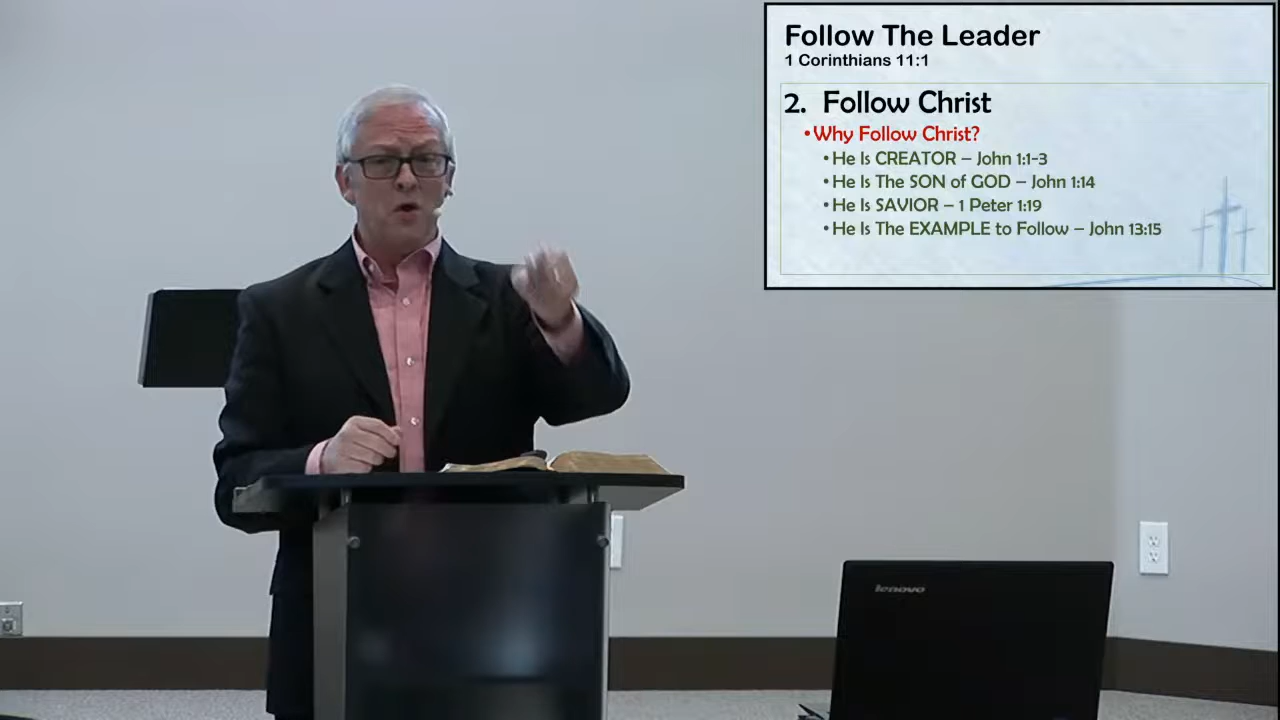 Follow The Leader
1 Corinthians 11:1
2. Follow Christ
•Why Follow Christ?
•He Is CREATOR – John 1:1-3
•He Is The SON of GOD – John 1:14
•He Is SAVIOR – 1 Peter 1:19
•He Is The EXAMPLE to Follow – John 13:15
lenovo